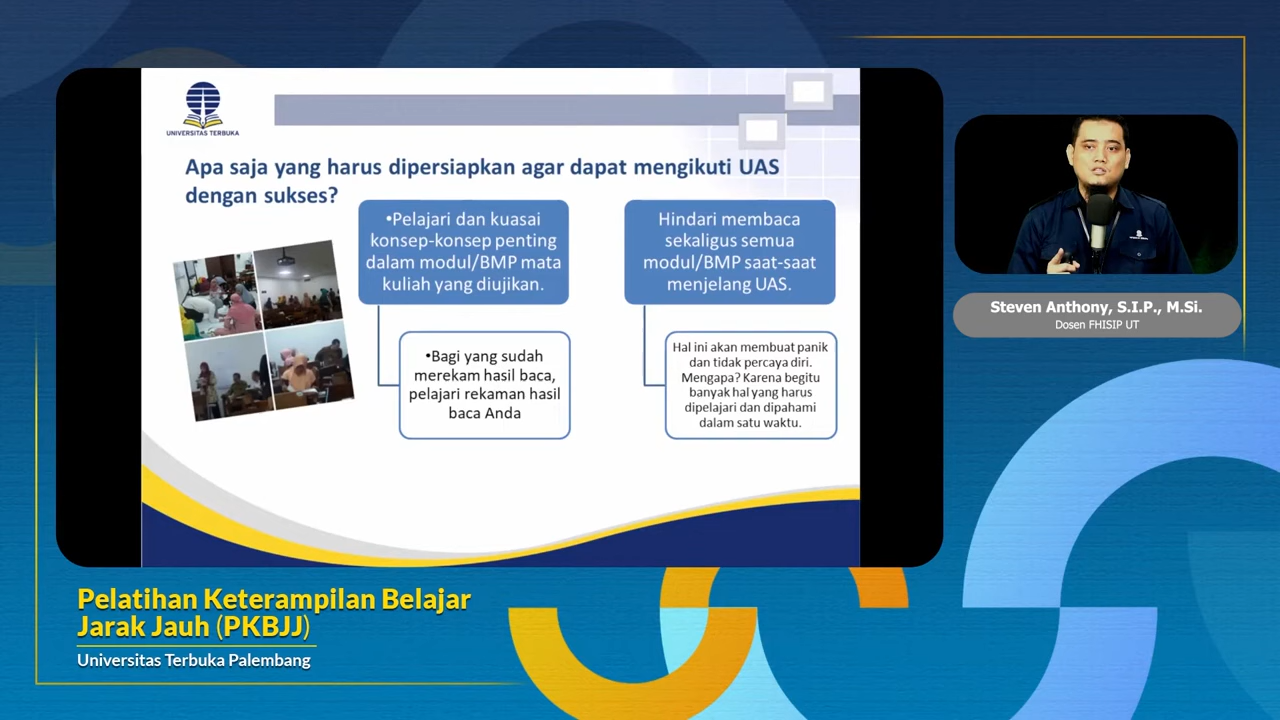 UNIVERSITAS TERBUKA
Apa saja yang harus dipersiapkan agar dapat mengikuti UAS
dengan sukses?
•Pelajari dan kuasai
konsep-konsep penting
dalam modul/BMP mata
kuliah yang diujikan.
•Bagi yang sudah
merekam hasil baca,
pelajari rekaman hasil
baca Anda
Hindari membaca
sekaligus semua
modul/BMP saat-saat
menjelang UAS.
Hal ini akan membuat panik
dan tidak percaya diri.
Mengapa? Karena begitu
banyak hal yang harus
dipelajari dan dipahami
dalam satu waktu.
Steven Anthony, S.I.P., M.Si.
Dosen FHISIP UT
Pelatihan Keterampilan Belajar
Jarak Jauh (PKBJJ)
Universitas Terbuka Palembang